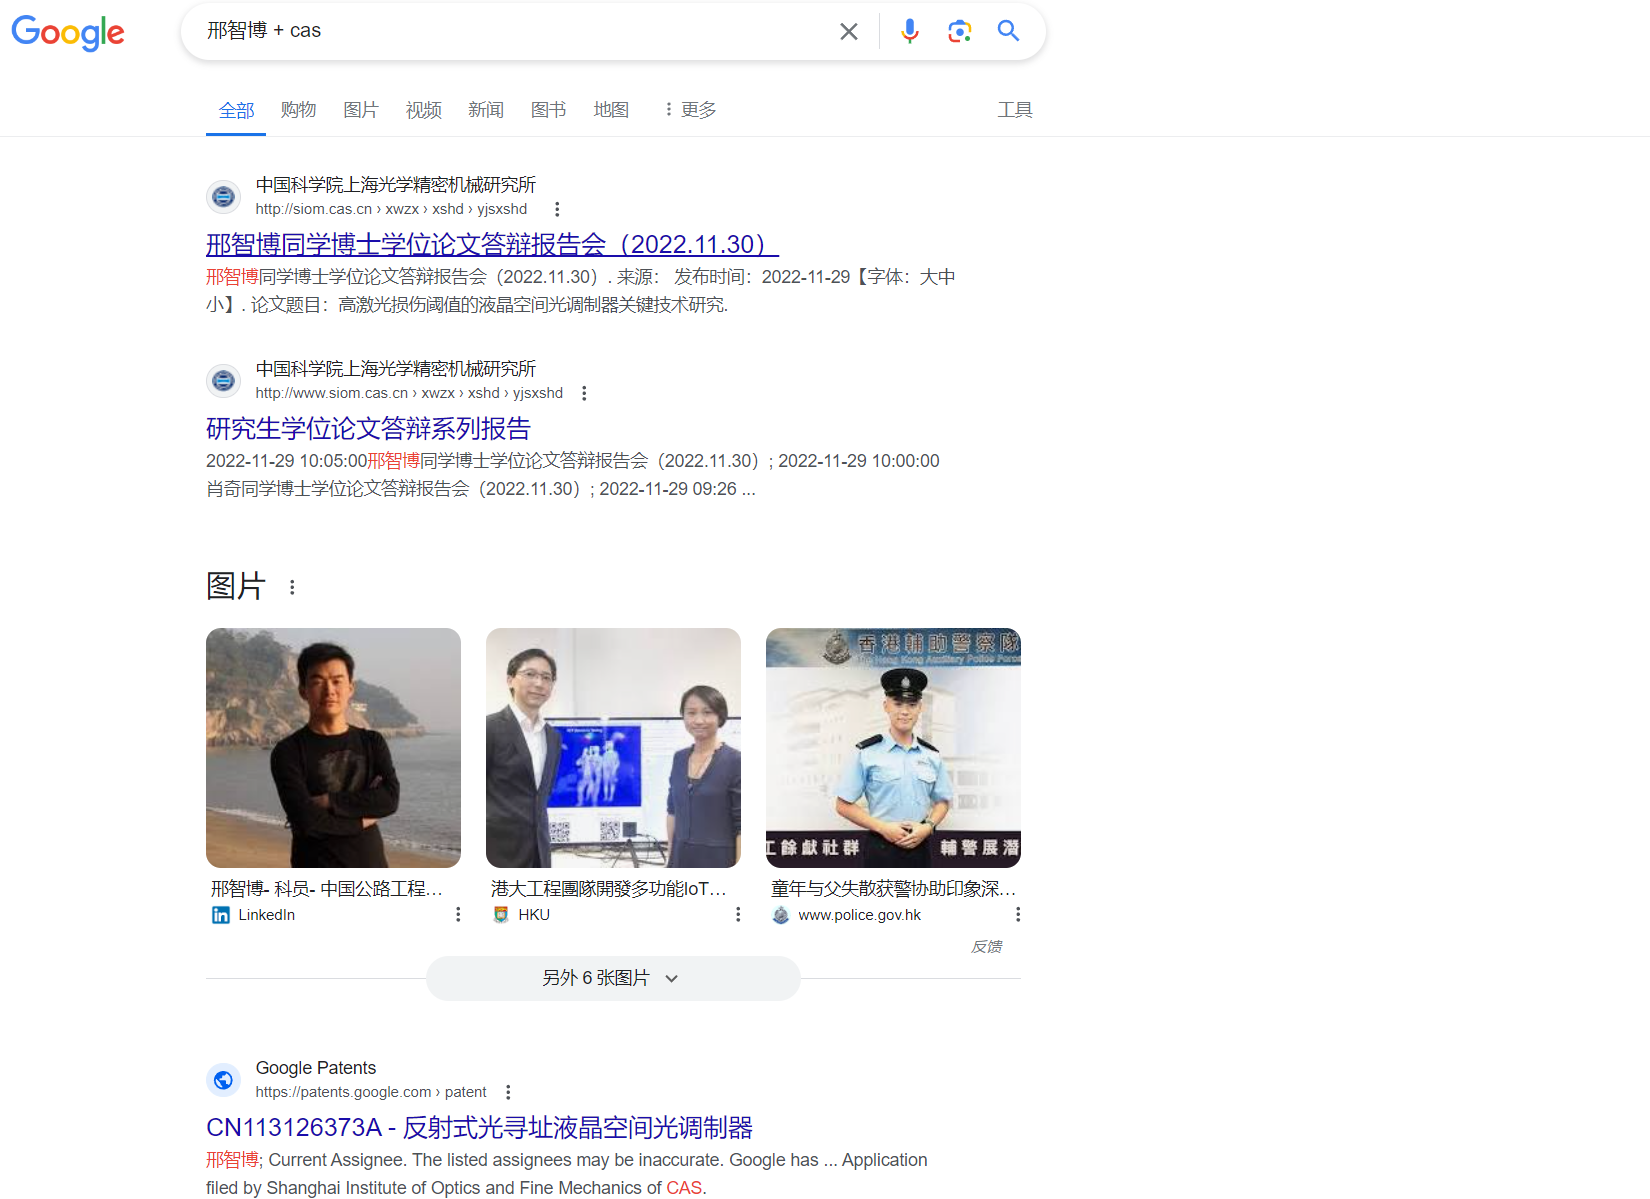 Google
邢智博 + cas
全部 购物 图片 视频 新闻 图书 地图 更多 工具
中国科学院上海光学精密机械研究所
http://siom.cas.cn › xwzx › xshd › yjsxshd
邢智博同学博士学位论文答辩报告会（2022.11.30）
邢智博同学博士学位论文答辩报告会（2022.11.30）. 来源： 发布时间：2022-11-29【字体：大中
小】. 论文题目：高激光损伤阈值的液晶空间光调制器关键技术研究.
中国科学院上海光学精密机械研究所
http://www.siom.cas.cn › xwzx › xshd › yjsxshd
研究生学位论文答辩系列报告
2022-11-29 10:05:00邢智博同学博士学位论文答辩报告会（2022.11.30）; 2022-11-29 10:00:00
肖奇同学博士学位论文答辩报告会（2022.11.30）; 2022-11-29 09:26 ...
图片
香港輔助警察隊
The Hong Kong Auxiliary Police Force
工餘獻社群 輔警展潛
邢智博- 科员- 中国公路工程...
LinkedIn
港大工程團隊開發多功能IoT...
HKU
童年与父失散获警协助印象深...
www.police.gov.hk
反馈
另外 6 张图片
Google Patents
https://patents.google.com › patent
CN113126373A - 反射式光寻址液晶空间光调制器
邢智博; Current Assignee. The listed assignees may be inaccurate. Google has ... Application
filed by Shanghai Institute of Optics and Fine Mechanics of CAS.